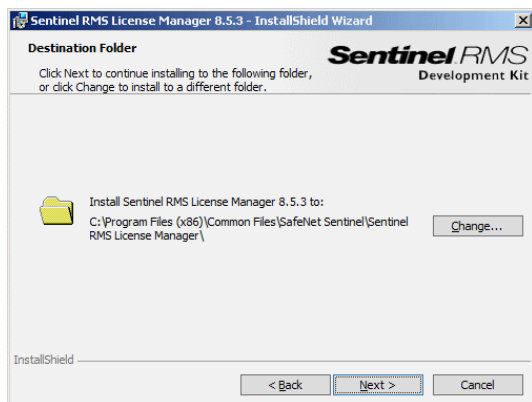 Sentinel RMS License Manager 8.5.3 - InstallShield Wizard
Destination Folder
Click Next to continue installing to the following folder,
or click Change to install to a different folder.
Sentinel.RMS
Development Kit
Install Sentinel RMS License Manager 8.5.3 to:
C:\Program Files (x86)\Common Files\SafeNet Sentinel\Sentinel
RMS License Manager\
Change...
InstallShield
< Back
Next >
Cancel